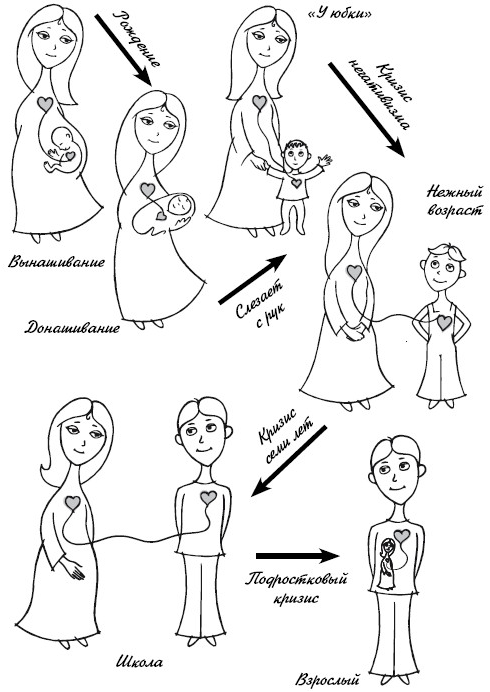 Вынашивание
Рождение
Донашивание
Слезает
с рук
«У юбки»
Кризис
негативизма
Нежный
возраст
Кризис
семи лет
Школа
Подростковый
кризис
Взрослый